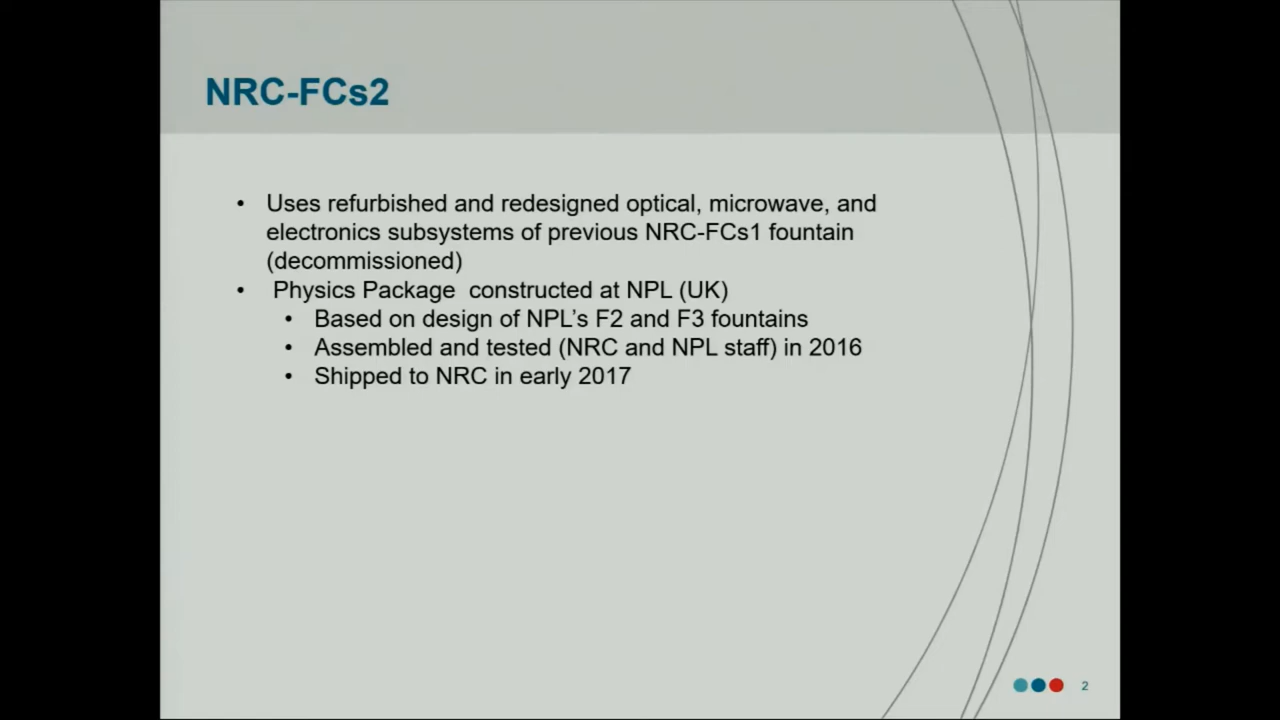 NRC-FCs2
• Uses refurbished and redesigned optical, microwave, and
electronics subsystems of previous NRC-FCs1 fountain
(decommissioned)
• Physics Package constructed at NPL (UK)
• Based on design of NPL’s F2 and F3 fountains
• Assembled and tested (NRC and NPL staff) in 2016
• Shipped to NRC in early 2017
2